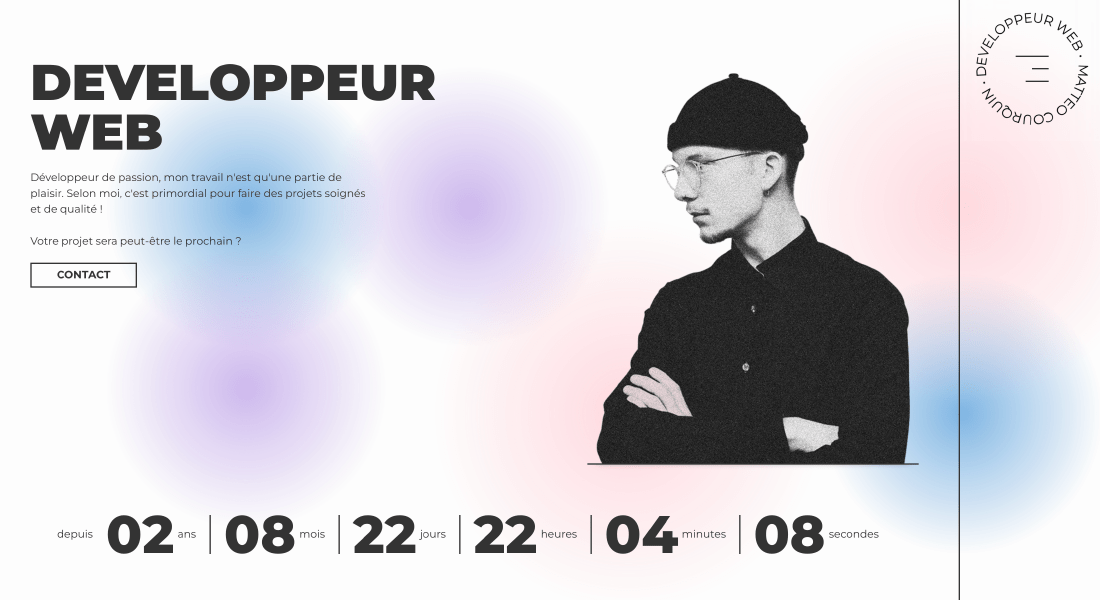 DEVELOPPEUR
WEB
Développeur de passion, mon travail n'est qu'une partie de
plaisir. Selon moi, c'est primordial pour faire des projets soignés
et de qualité !
Votre projet sera peut-être le prochain ?
CONTACT
depuis 02 ans 08 mois 22 jours 22 heures 04 minutes 08 secondes
DEVELOPPEUR WEB · MATTEO COURQUIN ·